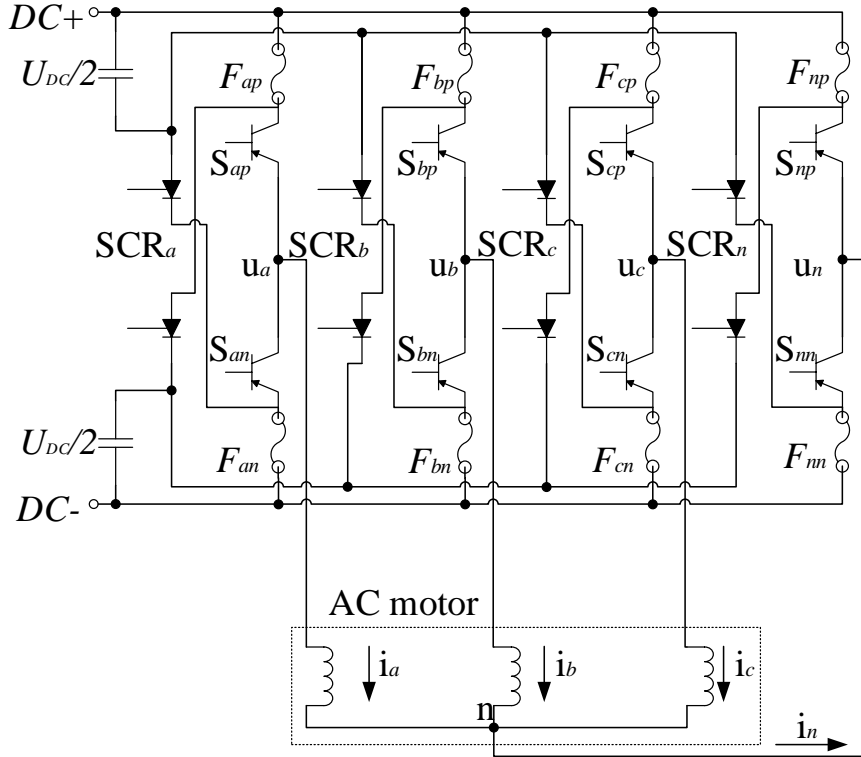 DC+
U_DC/2
F_ap
F_bp
F_cp
F_np
S_ap
S_bp
S_cp
S_np
SCR_a
SCR_b
SCR_c
SCR_n
u_a
u_b
u_c
u_n
S_an
S_bn
S_cn
S_nn
U_DC/2
F_an
F_bn
F_cn
F_nn
DC-
AC motor
i_a
i_b
i_c
n
i_n